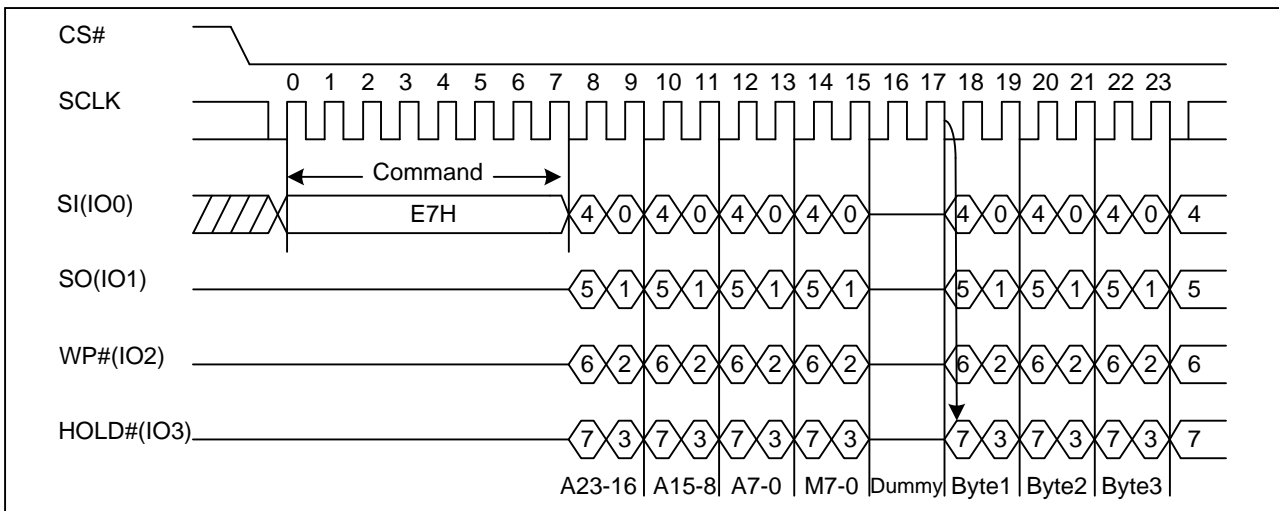 CS#
0 1 2 3 4 5 6 7 8 9 10 11 12 13 14 15 16 17 18 19 20 21 22 23
SCLK
Command
SI(IO0)
E7H 4 0 4 0 4 0 4 0 4 0 4 0 4 0 4
SO(IO1)
5 1 5 1 5 1 5 1 5 1 5 1 5 1 5
WP#(IO2)
6 2 6 2 6 2 6 2 6 2 6 2 6 2 6
HOLD#(IO3)
7 3 7 3 7 3 7 3 7 3 7 3 7 3 7
A23-16 A15-8 A7-0 M7-0 Dummy Byte1 Byte2 Byte3